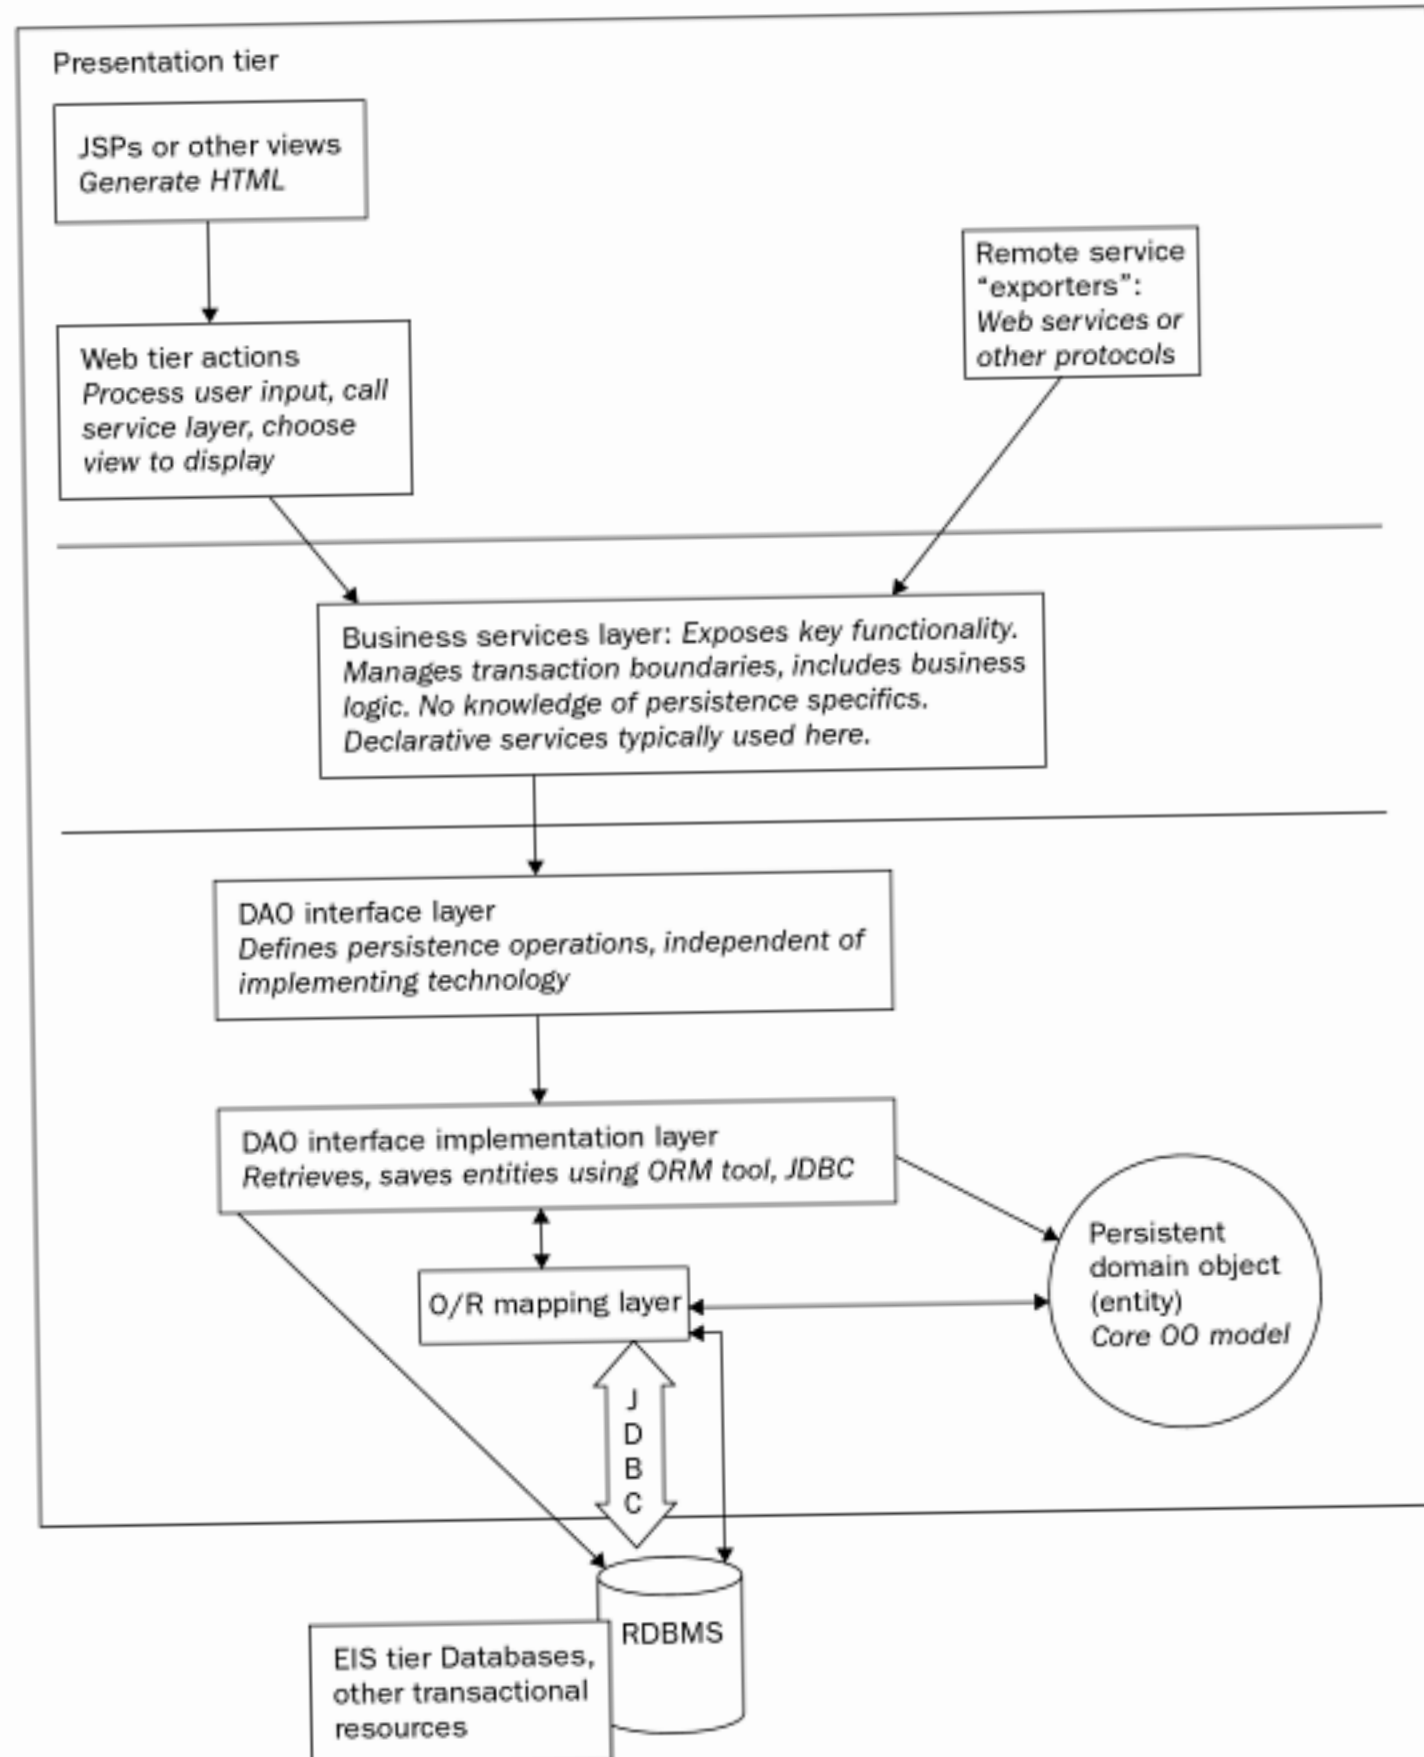 Presentation tier
JSPs or other views
Generate HTML
Remote service
“exporters”:
Web services or
other protocols
Web tier actions
Process user input, call
service layer, choose
view to display
Business services layer: Exposes key functionality.
Manages transaction boundaries, includes business
logic. No knowledge of persistence specifics.
Declarative services typically used here.
DAO interface layer
Defines persistence operations, independent of
implementing technology
DAO interface implementation layer
Retrieves, saves entities using ORM tool, JDBC
Persistent
domain object
(entity)
Core OO model
O/R mapping layer
J
D
B
C
RDBMS
EIS tier Databases,
other transactional
resources